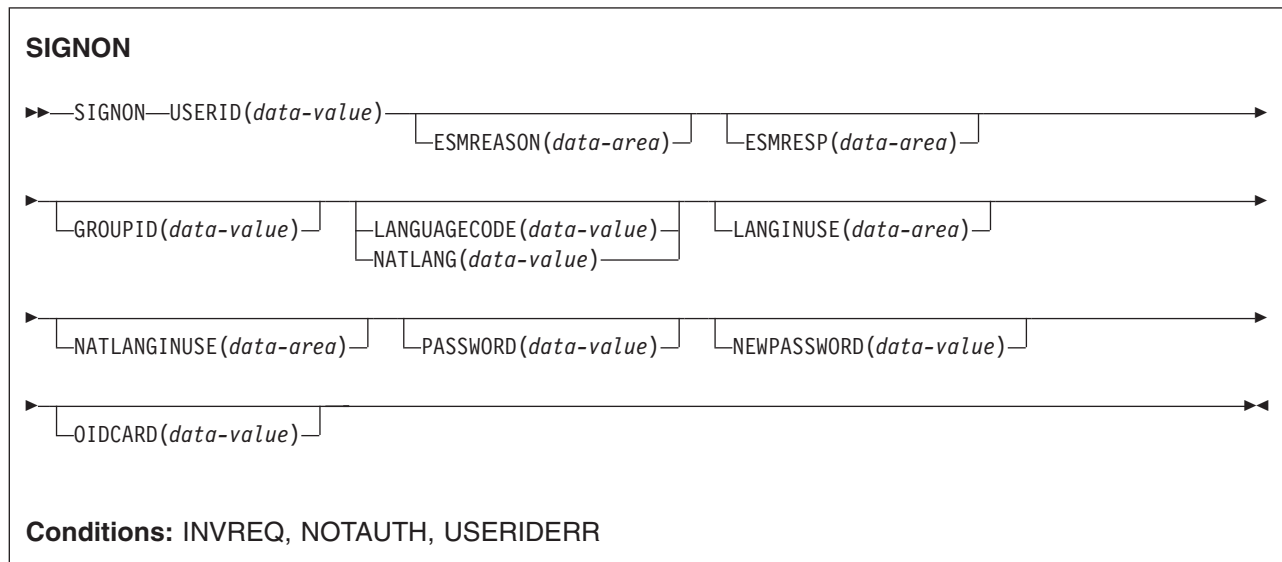 SIGNON
SIGNON USERID(data-value)
ESMREASON(data-area) ESMRESP(data-area)
GROUPID(data-value) LANGUAGECODE(data-value) LANGINUSE(data-area)
NATLANG(data-value)
NATLANGINUSE(data-area) PASSWORD(data-value) NEWPASSWORD(data-value)
OIDCARD(data-value)
Conditions: INVREQ, NOTAUTH, USERIDERR